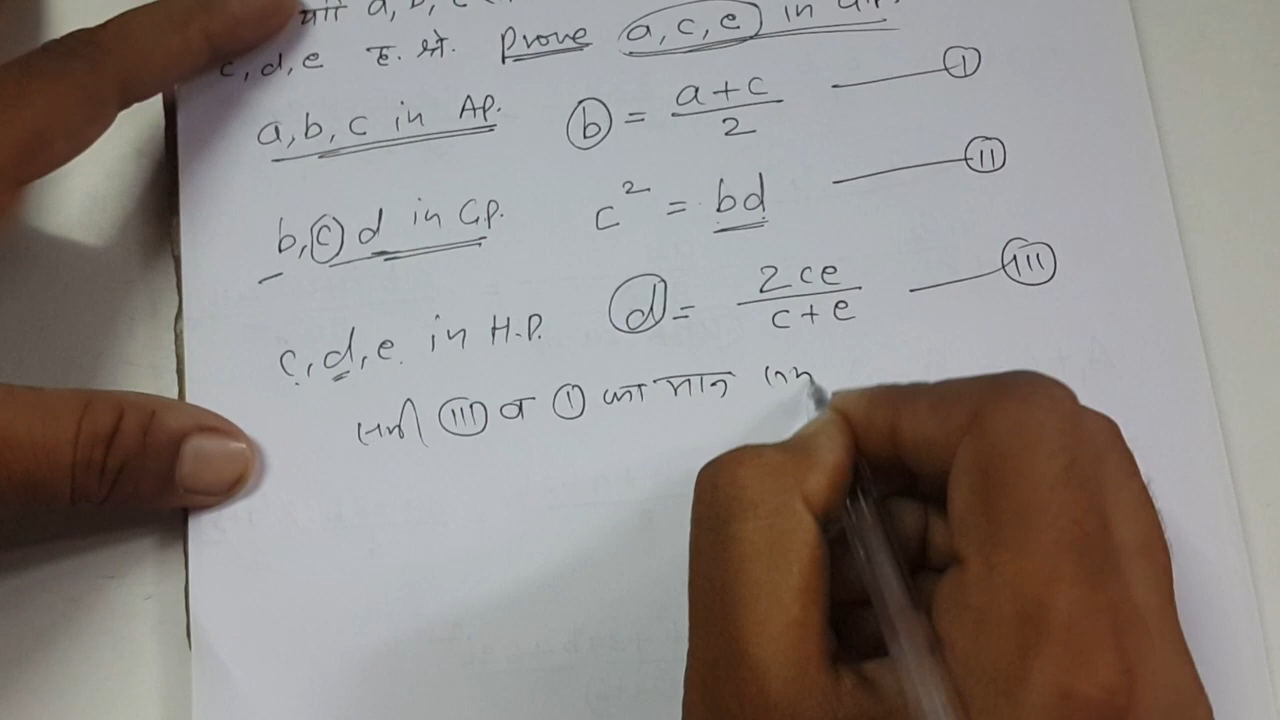 a, b, c
c, d, e ह. श्रे. Prove a, c, e in G.P.
a, b, c in AP. b = a+c/2 —— I
b, c d in G.P. c² = bd —— II
c, d, e in H.P. d = 2ce/c+e —— III
III व I का मान